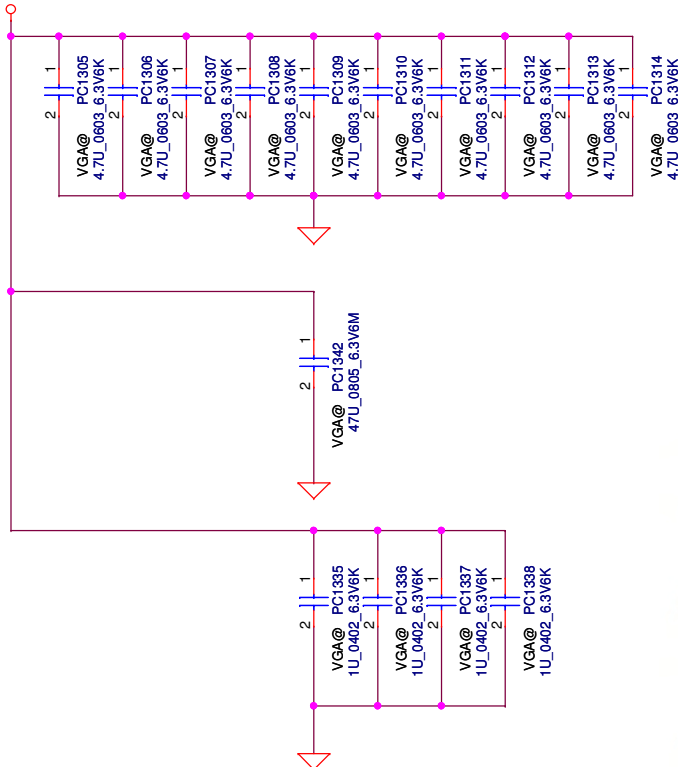 1
2
VGA@ PC1305
4.7U_0603_6.3V6K
1
2
VGA@ PC1306
4.7U_0603_6.3V6K
1
2
VGA@ PC1307
4.7U_0603_6.3V6K
1
2
VGA@ PC1308
4.7U_0603_6.3V6K
1
2
VGA@ PC1309
4.7U_0603_6.3V6K
1
2
VGA@ PC1310
4.7U_0603_6.3V6K
1
2
VGA@ PC1311
4.7U_0603_6.3V6K
1
2
VGA@ PC1312
4.7U_0603_6.3V6K
1
2
VGA@ PC1313
4.7U_0603_6.3V6K
1
2
VGA@ PC1314
4.7U_0603_6.3V6K
1
2
VGA@ PC1342
47U_0805_6.3V6M
1
2
VGA@ PC1335
1U_0402_6.3V6K
1
2
VGA@ PC1336
1U_0402_6.3V6K
1
2
VGA@ PC1337
1U_0402_6.3V6K
1
2
VGA@ PC1338
1U_0402_6.3V6K